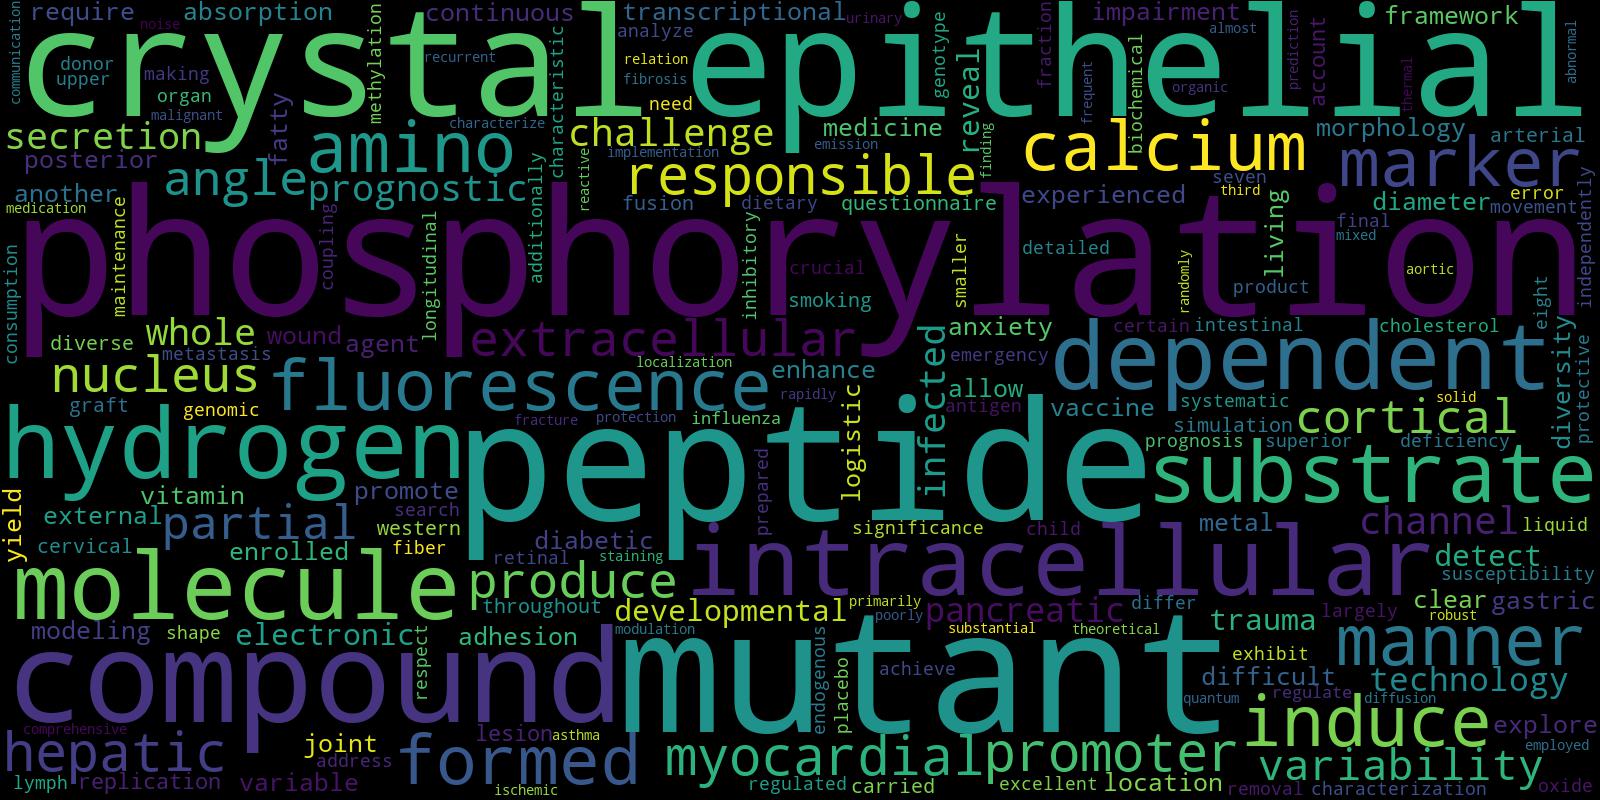 communication
require
absorption
noise
continuous
transcriptional
urinary
impairment
almost
framework
crystal
epithelial
donor
upper
making
organ
malignant
fatty
methylation
recurrent
characterize
characteristic
analyze
relation
fibrosis
need
genotype
reveal
fraction
frequent
biochemical
organic
prediction
account
thermal
abnormal
secretion
posterior
another
amino
angle
prognostic
challenge
implementation
medicine
emission
responsible
finding
calcium
morphology
arterial
marker
experienced
seven
third
error
medication
maintenance
coupling
longitudinal
additionally
reactive
fusion
dietary
questionnaire
living
diameter
movement
independently
final
mixed
phosphorylation
consumption
inhibitory
crucial
smoking
smaller
detailed
randomly
product
aortic
eight
diverse
whole
wound
agent
metastasis
extracellular
localization
anxiety
certain
intestinal
cholesterol
emergency
dependent
diversity
protective
nucleus
fluorescence
enhance
rapidly
infected
allow
antigen
vaccine
systematic
solid
graft
genomic
fracture
protection
influenza
logistic
simulation
cortical
hydrogen
peptide
prognosis
superior
deficiency
substrate
yield
vitamin
promote
search
external
partial
western
fiber
prepared
significance
child
metal
channel
liquid
cervical
enrolled
diabetic
retinal
staining
intracellular
detect
susceptibility
molecule
produce
throughout
developmental
primarily
poorly
pancreatic
differ
trauma
largely
clear
robust
gastric
modeling
shape
electronic
respect
adhesion
modulation
substantial
theoretical
manner
compound
mutant
endogenous
placebo
achieve
exhibit
difficult
quantum
regulate
diffusion
technology
comprehensive
induce
explore
hepatic
joint
address
formed
lesion
asthma
myocardial
promoter
variability
employed
lymph
replication
variable
ischemic
regulated
carried
excellent
location
removal
characterization
oxide